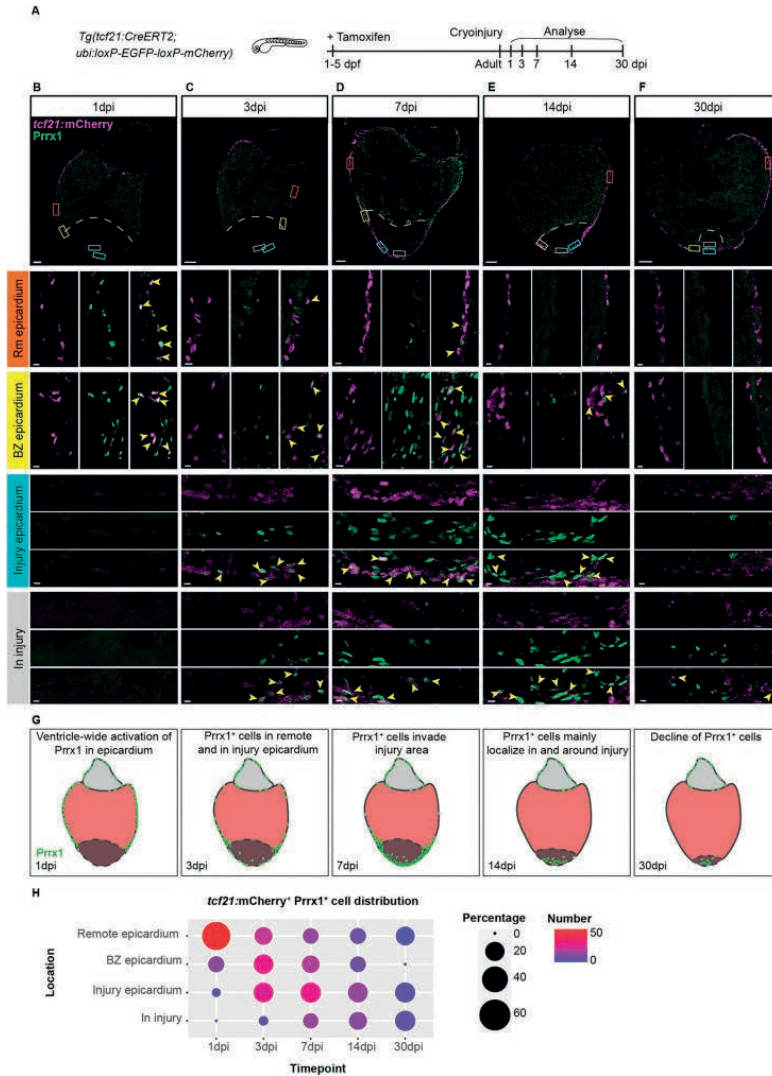 A
Tg(tcf21:CreERT2;
ubi:loxP-EGFP-loxP-mCherry)
+ Tamoxifen
Cryoinjury
Analyse
1-5 dpf
Adult
1
3
7
14
30 dpi
B
C
D
E
F
1dpi
3dpi
7dpi
14dpi
30dpi
tcf21:mCherry
Prrx1
Rm epicardium
BZ epicardium
Injury epicardium
In injury
G
Ventricle-wide activation of
Prrx1 in epicardium
Prrx1
1dpi
Prrx1⁺ cells in remote
and in injury epicardium
3dpi
Prrx1⁺ cells invade
injury area
7dpi
Prrx1⁺ cells mainly
localize in and around injury
14dpi
Decline of Prrx1⁺ cells
30dpi
H
tcf21:mCherry⁺ Prrx1⁺ cell distribution
Location
Remote epicardium
BZ epicardium
Injury epicardium
In injury
1dpi
3dpi
7dpi
14dpi
30dpi
Timepoint
Percentage
0
20
40
60
Number
50
0